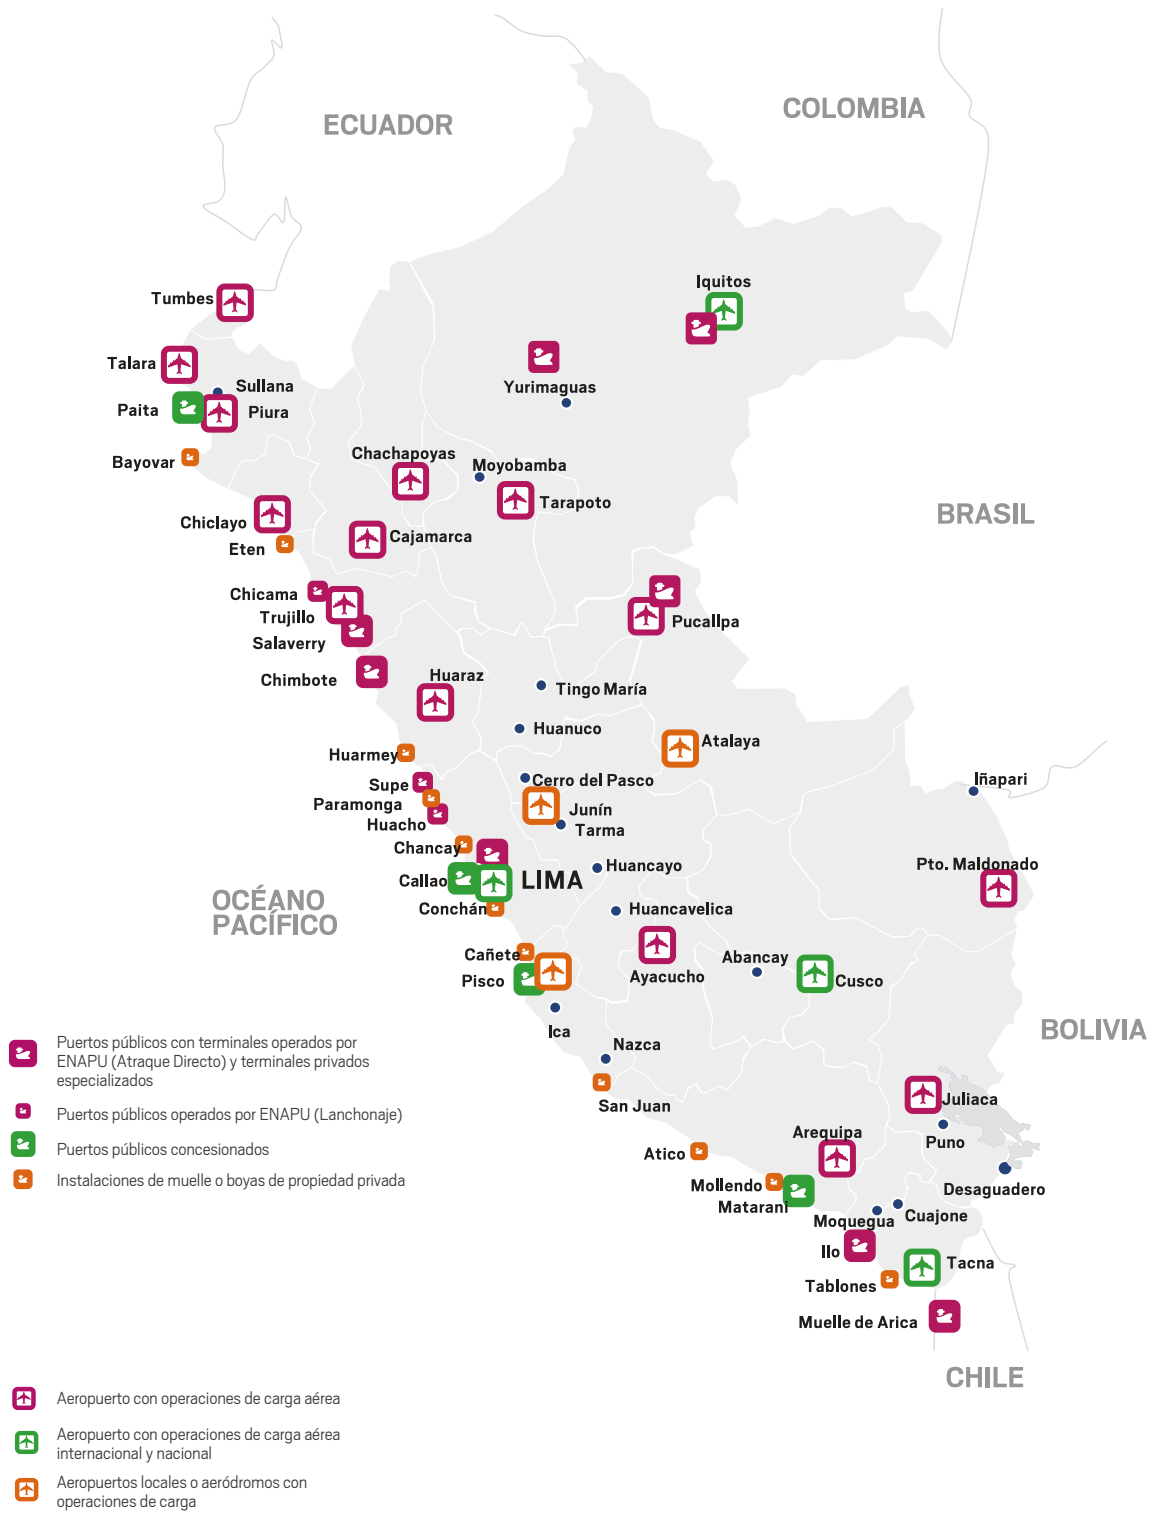 COLOMBIA
ECUADOR
Iquitos
Tumbes
Talara
Sullana
Yurimaguas
Paita
Piura
Chachapoyas
Bayovar
Moyobamba
Tarapoto
BRASIL
Chiclayo
Cajamarca
Eten
Chicama
Trujillo
Pucallpa
Salaverry
Huaraz
Chimbote
Tingo María
Huanuco
Atalaya
Huarmey
Cerro del Pasco
Iñapari
Supe
Paramonga
Junín
Huacho
Tarma
Chancay
Huancayo
Pto. Maldonado
Callao
LIMA
OCÉANO
PACÍFICO
Conchán
Huancavelica
Cañete
Abancay
Pisco
Ayacucho
Cusco
Ica
BOLIVIA
Nazca
Puertos públicos con terminales operados por
ENAPU (Atraque Directo) y terminales privados
especializados
San Juan
Juliaca
Puertos públicos operados por ENAPU (Lanchonaje)
Arequipa
Puno
Puertos públicos concesionados
Atico
Instalaciones de muelle o boyas de propiedad privada
Mollendo
Desaguadero
Matarani
Moquegua
Cuajone
Ilo
Tacna
Tablones
Muelle de Arica
CHILE
Aeropuerto con operaciones de carga aérea
Aeropuerto con operaciones de carga aérea
internacional y nacional
Aeropuertos locales o aeródromos con
operaciones de carga